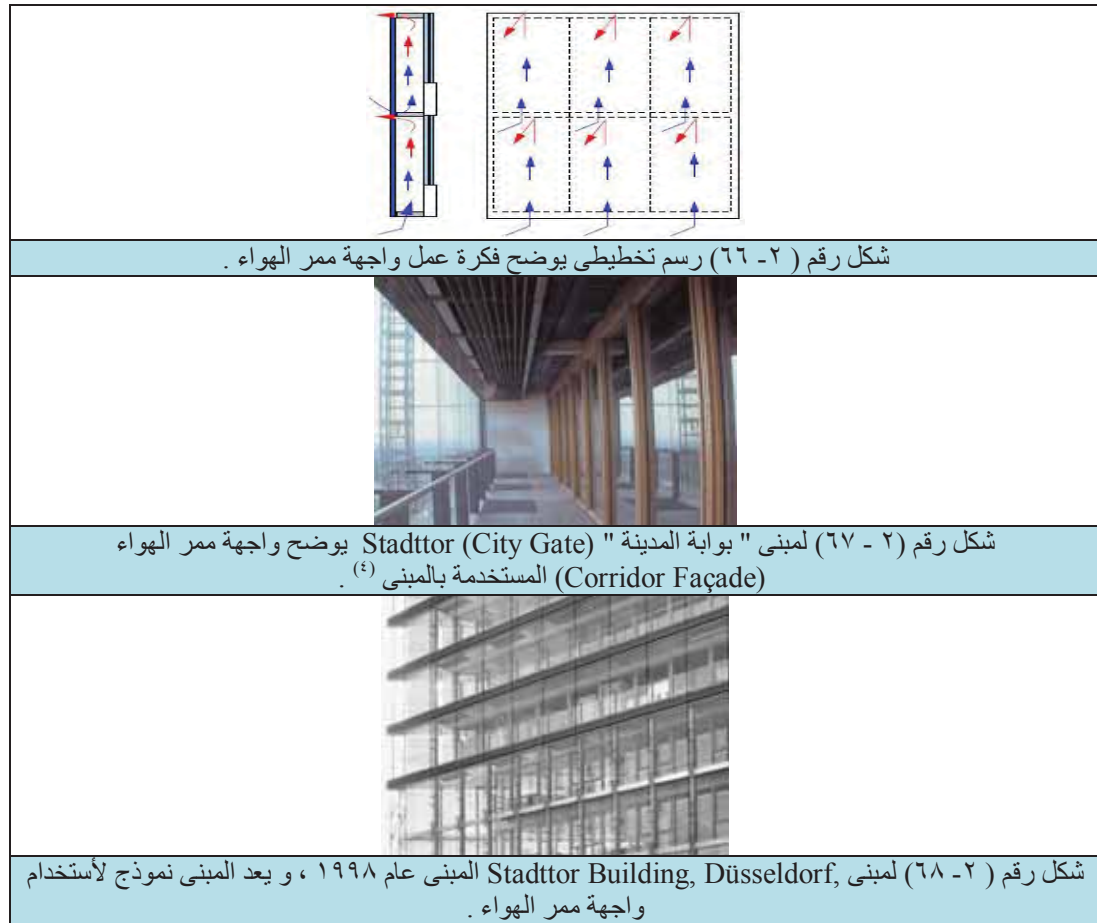 شكل رقم ( ٢ - ٦٦) رسم تخطيطى يوضح فكرة عمل واجهة ممر الهواء .
شكل رقم (٢ - ٦٧) لمبنى " بوابة المدينة " Stadttor (City Gate) يوضح واجهة ممر الهواء
(Corridor Façade) المستخدمة بالمبنى (٤) .
شكل رقم ( ٢ - ٦٨) لمبنى Stadttor Building, Düsseldorf, المبنى عام ١٩٩٨ ، و يعد المبنى نموذج لأستخدام
واجهة ممر الهواء .